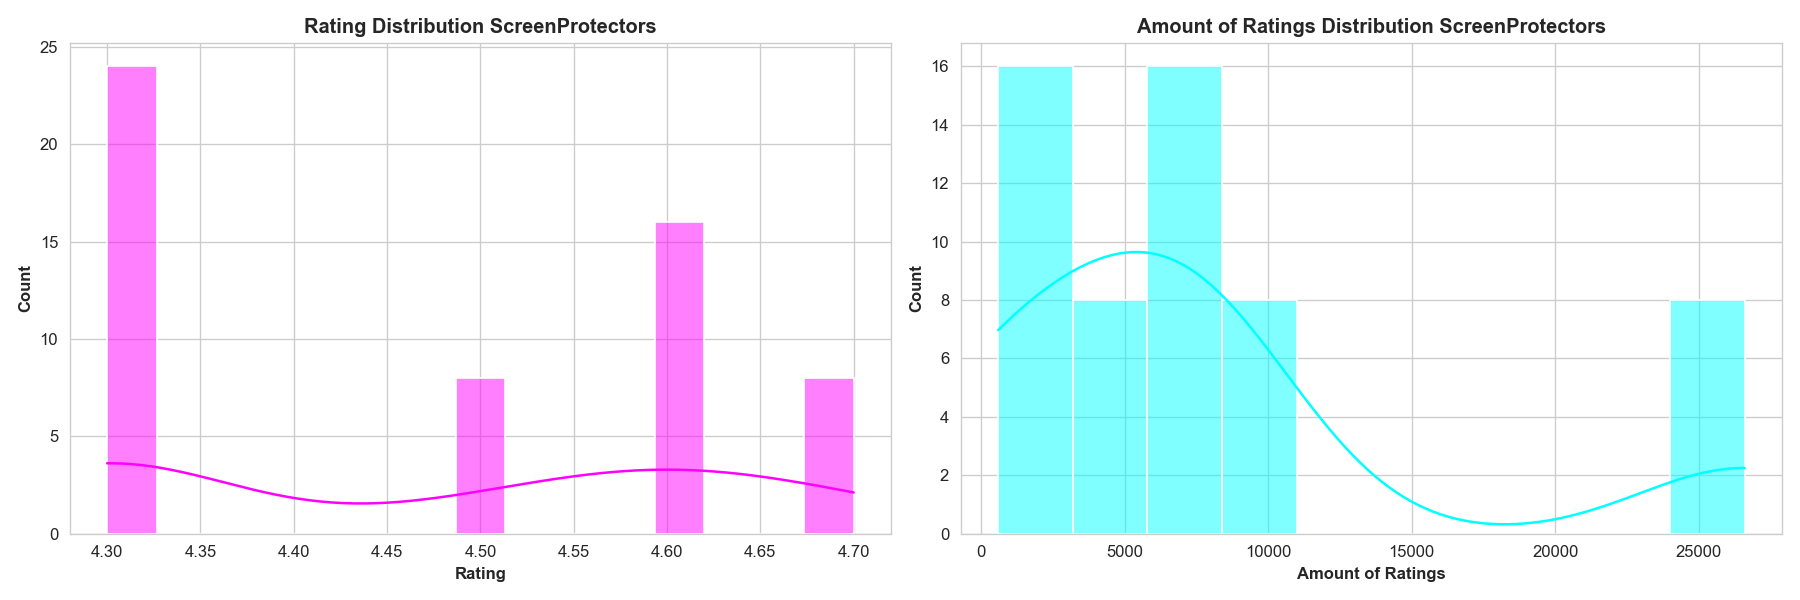 Rating Distribution ScreenProtectors
25
20
15
10
5
0
Count
4.30 4.35 4.40 4.45 4.50 4.55 4.60 4.65 4.70
Rating
Amount of Ratings Distribution ScreenProtectors
16
14
12
10
8
6
4
2
0
Count
0 5000 10000 15000 20000 25000
Amount of Ratings